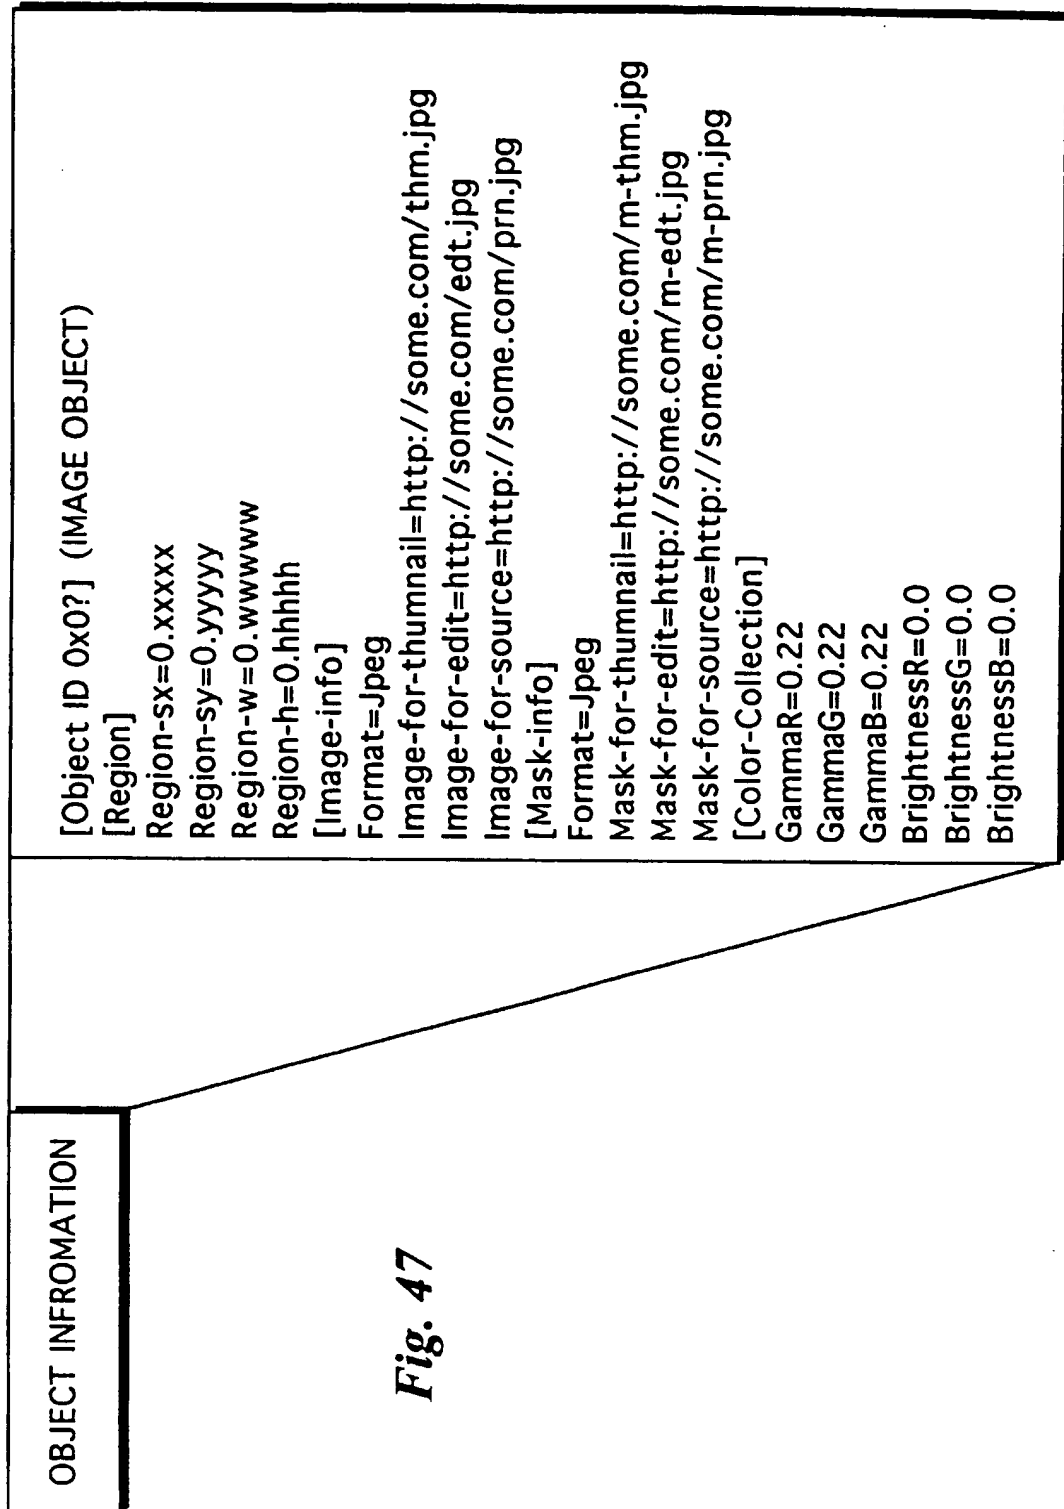 OBJECT INFROMATION
[Object ID 0x0?] (IMAGE OBJECT)
[Region]
Region-sx=0.xxxxx
Region-sy=0.yyyyy
Region-w=0.wwwww
Region-h=0.hhhhh
[Image-info]
Format=Jpeg
Image-for-thumnail=http://some.com/thm.jpg
Image-for-edit=http://some.com/edt.jpg
Image-for-source=http://some.com/prn.jpg
[Mask-info]
Format=Jpeg
Mask-for-thumnail=http://some.com/m-thm.jpg
Mask-for-edit=http://some.com/m-edt.jpg
Mask-for-source=http://some.com/m-prn.jpg
[Color-Collection]
GammaR=0.22
GammaG=0.22
GammaB=0.22
BrightnessR=0.0
BrightnessG=0.0
BrightnessB=0.0
Fig. 47